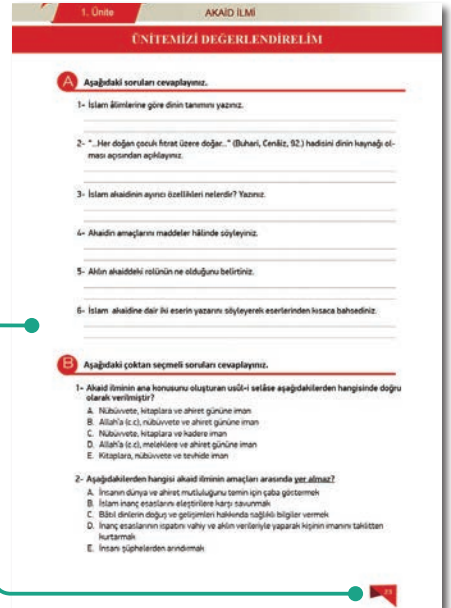 1. Ünite
AKAİD İLMİ
ÜNİTEMİZİ DEĞERLENDİRELİM
A Aşağıdaki soruları cevaplayınız.
1- İslam âlimlerine göre dinin tanımını yazınız.
2- "...Her doğan çocuk fıtrat üzere doğar..." (Buhari, Cenâiz, 92.) hadisini dinin kaynağı ol-
ması açısından açıklayınız.
3- İslam akaidinin ayırıcı özellikleri nelerdir? Yazınız.
4- Akaidin amaçlarını maddeler hâlinde söyleyiniz.
5- Aklın akaiddeki rolünün ne olduğunu belirtiniz.
6- İslam akaidine dair iki eserin yazarını söyleyerek eserlerinden kısaca bahsediniz.
B Aşağıdaki çoktan seçmeli soruları cevaplayınız.
1- Akaid ilminin ana konusunu oluşturan usûl-i selâse aşağıdakilerden hangisinde doğru
olarak verilmiştir?
A. Nübüvvete, kitaplara ve ahiret gününe iman
B. Allah'a (c.c), nübüvvete ve ahiret gününe iman
C. Nübüvvete, kitaplara ve kadere iman
D. Allah'a (c.c), meleklere ve ahiret gününe iman
E. Kitaplara, nübüvvete ve tevhide iman
2- Aşağıdakilerden hangisi akaid ilminin amaçları arasında yer almaz?
A. İnsanın dünya ve ahiret mutluluğunu temin için çaba göstermek
B. İslam inanç esaslarını eleştirilere karşı savunmak
C. Bâtıl dinlerin doğuş ve gelişimleri hakkında sağlıklı bilgiler vermek
D. İnanç esaslarının ispatını vahiy ve aklın verileriyle yaparak kişinin imanını taklitten
kurtarmak
E. İnsanı şüphelerden arındırmak